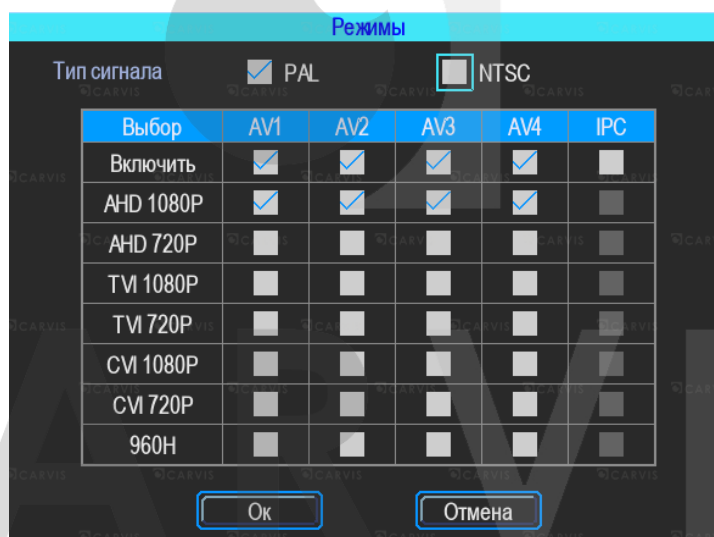 Режимы
Тип сигнала PAL NTSC
Выбор AV1 AV2 AV3 AV4 IPC
Включить
AHD 1080P
AHD 720P
TVI 1080P
TVI 720P
CVI 1080P
CVI 720P
960H
Ок Отмена